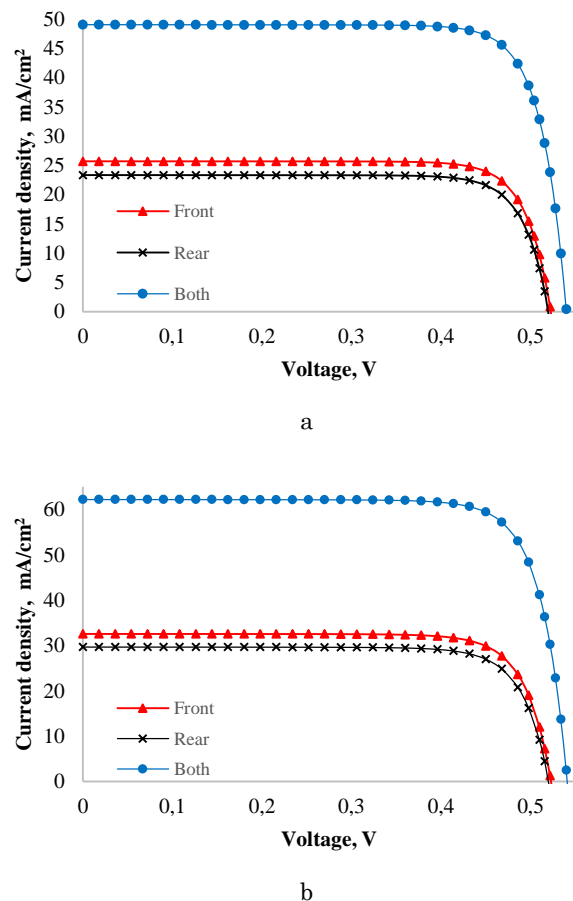 50
45
40
35
30
25
20
15
10
5
0
Current density, mA/cm²
Front
Rear
Both
0 0,1 0,2 0,3 0,4 0,5
Voltage, V
a
60
50
40
30
20
10
0
Current density, mA/cm²
Front
Rear
Both
0 0,1 0,2 0,3 0,4 0,5
Voltage, V
b